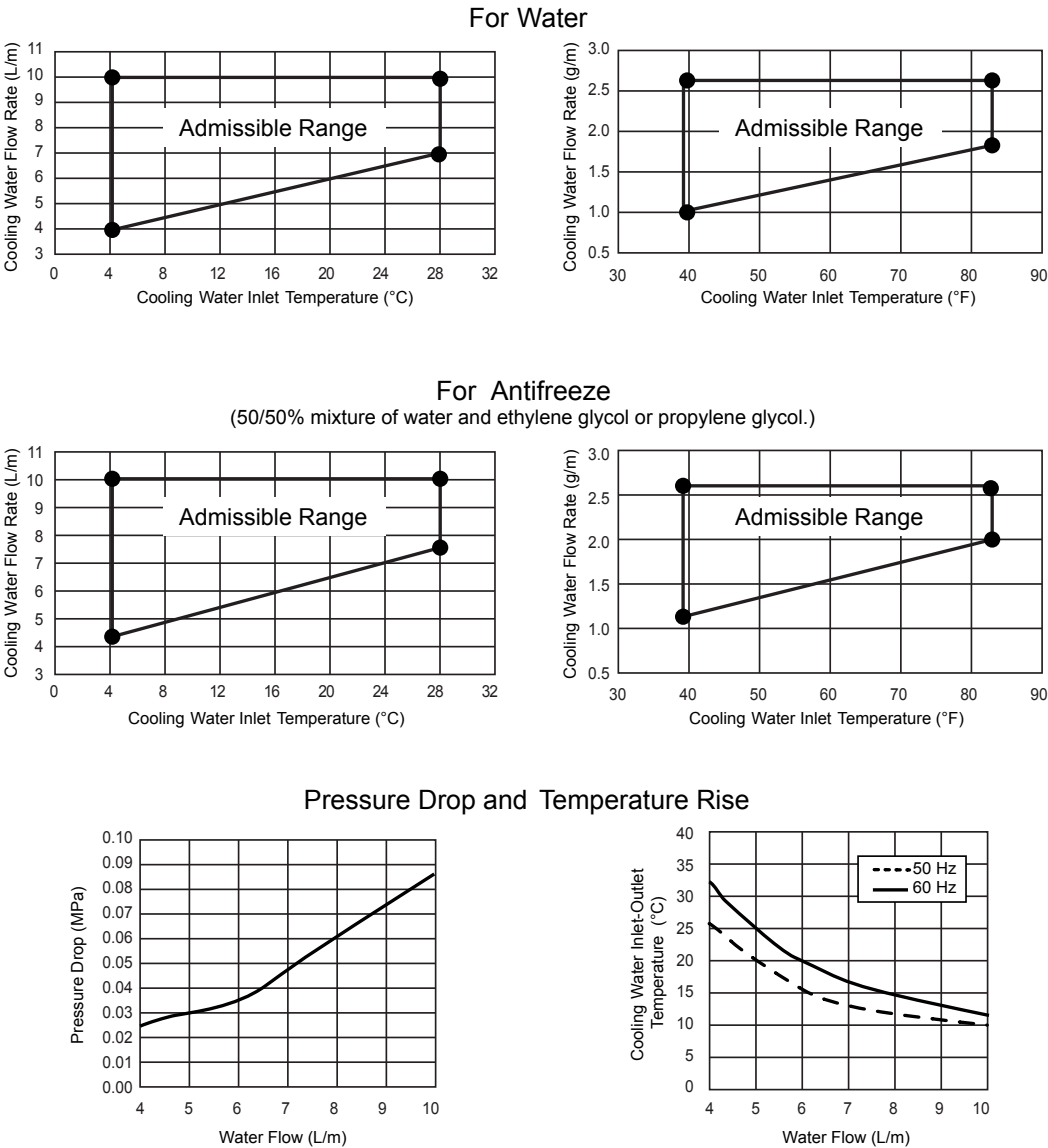 For Water
Cooling Water Flow Rate (L/m)
11
10
9
8
7
6
5
4
3
Admissible Range
0 4 8 12 16 20 24 28 32
Cooling Water Inlet Temperature (°C)
Cooling Water Flow Rate (g/m)
3.0
2.5
2.0
1.5
1.0
0.5
Admissible Range
30 40 50 60 70 80 90
Cooling Water Inlet Temperature (°F)
For Antifreeze
(50/50% mixture of water and ethylene glycol or propylene glycol.)
Cooling Water Flow Rate (L/m)
11
10
9
8
7
6
5
4
3
Admissible Range
0 4 8 12 16 20 24 28 32
Cooling Water Inlet Temperature (°C)
Cooling Water Flow Rate (g/m)
3.0
2.5
2.0
1.5
1.0
0.5
Admissible Range
30 40 50 60 70 80 90
Cooling Water Inlet Temperature (°F)
Pressure Drop and Temperature Rise
Pressure Drop (MPa)
0.10
0.09
0.08
0.07
0.06
0.05
0.04
0.03
0.02
0.01
0.00
4 5 6 7 8 9 10
Water Flow (L/m)
Cooling Water Inlet-Outlet
Temperature (°C)
40
35
30
25
20
15
10
5
0
50 Hz
60 Hz
4 5 6 7 8 9 10
Water Flow (L/m)